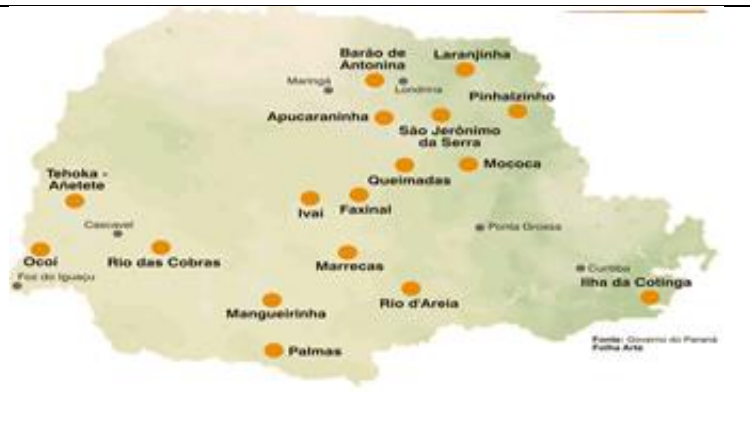 Barão de
Antonina
Laranjinha
Maringá
Londrina
Pinhalzinho
Apucaraninha
São Jerônimo
da Serra
Mococa
Queimadas
Tehoka -
Añetete
Ivaí
Faxinal
Cascavel
Ponta Grossa
Ocoí
Rio das Cobras
Marrecas
Foz do Iguaçu
Curitiba
Ilha da Cotinga
Rio d'Areia
Mangueirinha
Fonte: Governo do Paraná
Folha Arte
Palmas